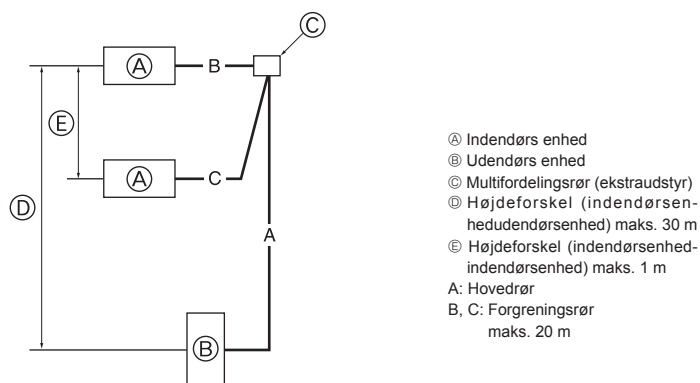 Ⓒ
Ⓐ
B
Ⓔ
Ⓐ
C
Ⓓ
A
Ⓑ
Ⓐ Indendørs enhed
Ⓑ Udendørs enhed
Ⓒ Multifordelingsrør (ekstraudstyr)
Ⓓ Højdeforskel (indendørsen-
hedudendørsenhed) maks. 30 m
Ⓔ Højdeforskel (indendørsenhed-
indendørsenhed) maks. 1 m
A: Hovedrør
B, C: Forgreningsrør
maks. 20 m